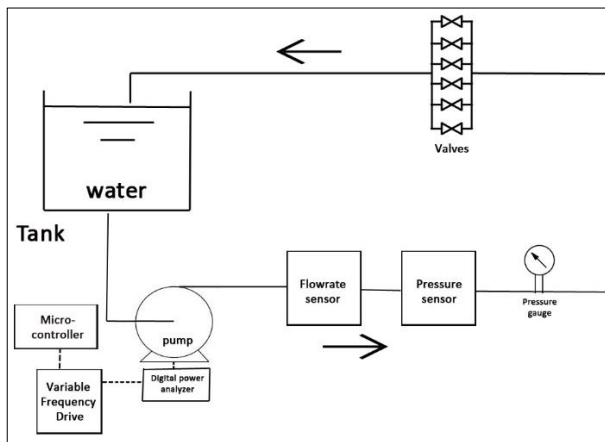 Valves
water
Tank
Flowrate
sensor
Pressure
sensor
Pressure
gauge
Micro-
controller
pump
Digital power
analyzer
Variable
Frequency
Drive